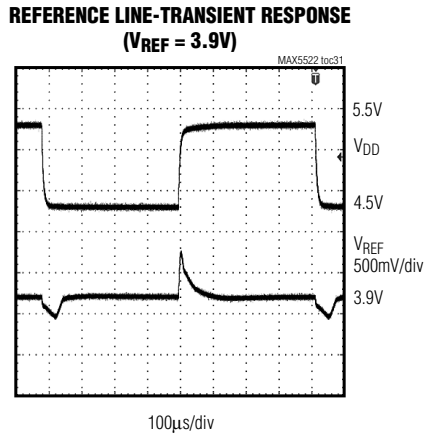 REFERENCE LINE-TRANSIENT RESPONSE
(VREF = 3.9V)
MAX5522 toc31
T
5.5V
VDD
4.5V
VREF
500mV/div
3.9V
100µs/div